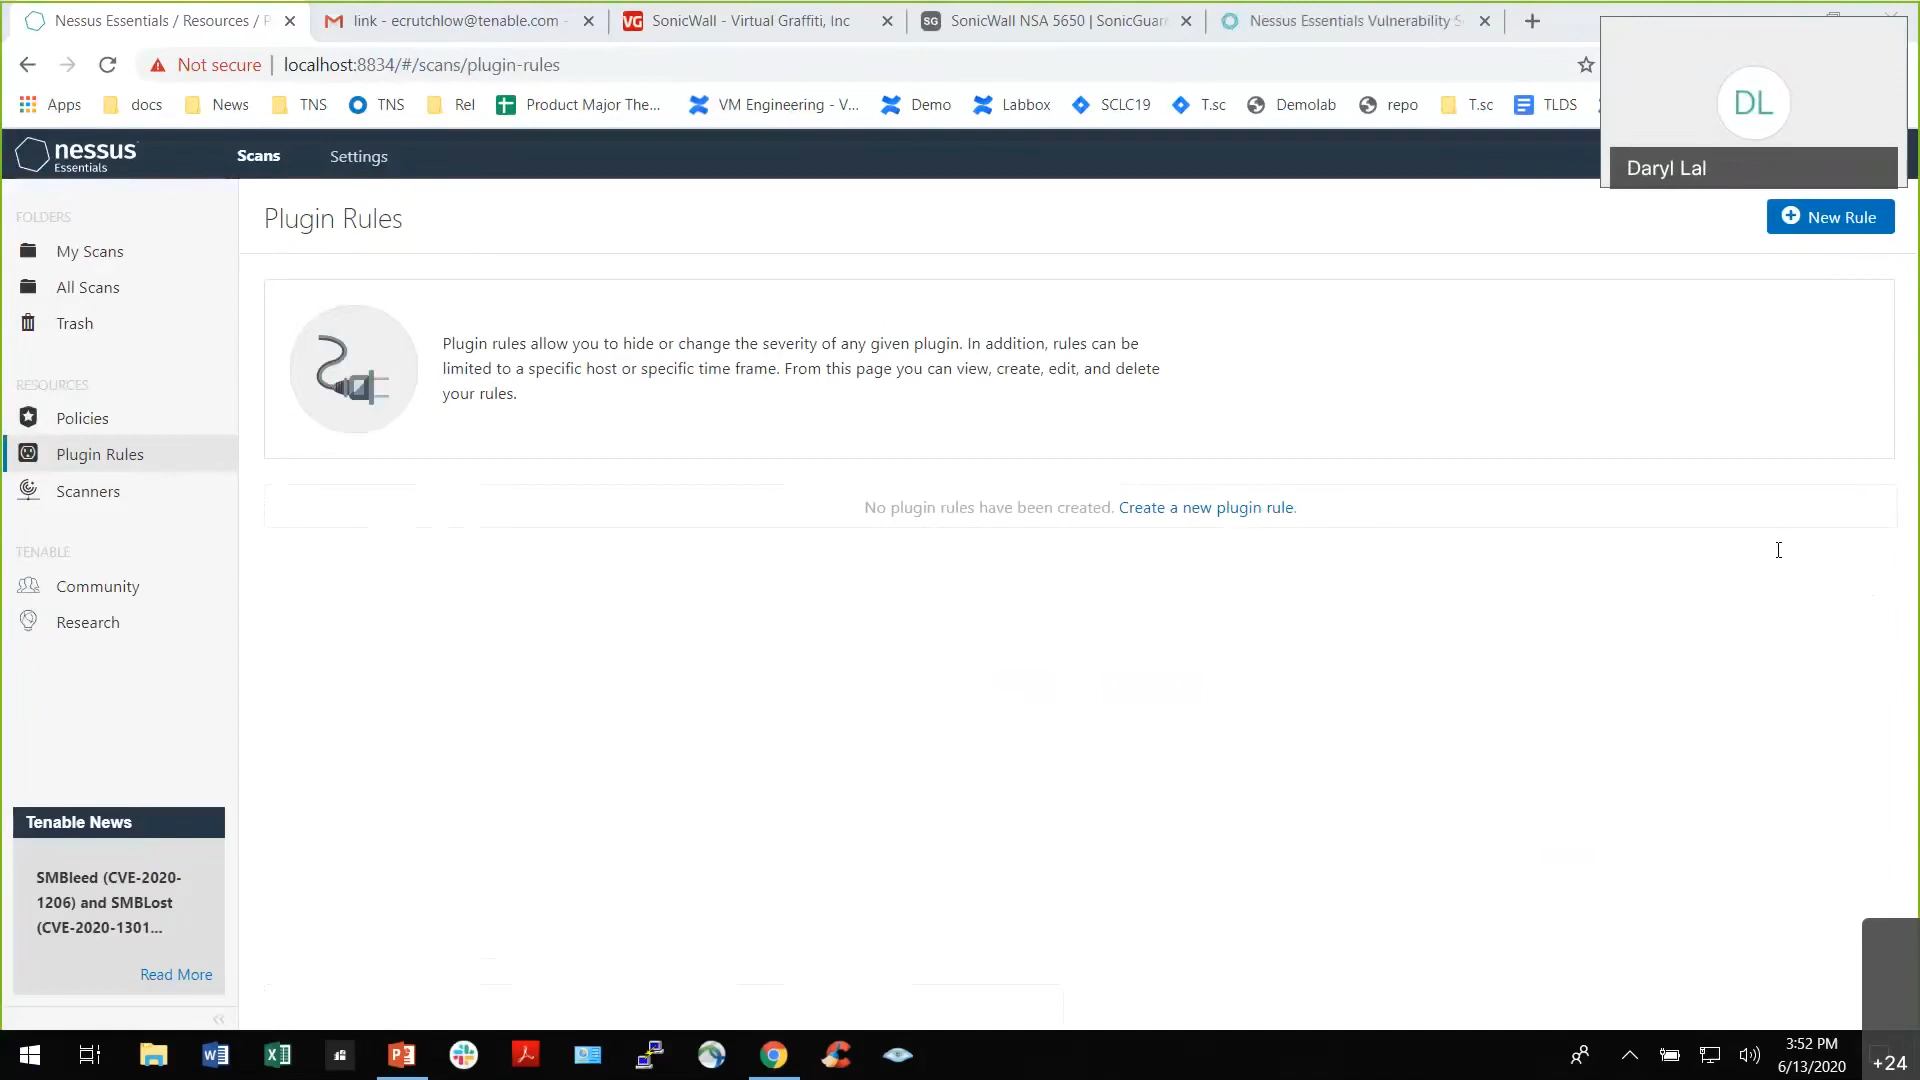 Nessus Essentials / Resources / P
link - ecrutchlow@tenable.com -
VG SonicWall - Virtual Graffiti, Inc
SG SonicWall NSA 5650 | SonicGuar
Nessus Essentials Vulnerability S
Not secure | localhost:8834/#/scans/plugin-rules
Apps docs News TNS TNS Rel Product Major The... VM Engineering - V... Demo Labbox SCLC19 T.sc Demolab repo T.sc TLDS
DL
Daryl Lal
nessus
Essentials
Scans Settings
FOLDERS
My Scans
All Scans
Trash
RESOURCES
Policies
Plugin Rules
Scanners
TENABLE
Community
Research
Plugin Rules
New Rule
Plugin rules allow you to hide or change the severity of any given plugin. In addition, rules can be
limited to a specific host or specific time frame. From this page you can view, create, edit, and delete
your rules.
No plugin rules have been created. Create a new plugin rule.
Tenable News
SMBleed (CVE-2020-
1206) and SMBLost
(CVE-2020-1301...
Read More
3:52 PM
6/13/2020
+24